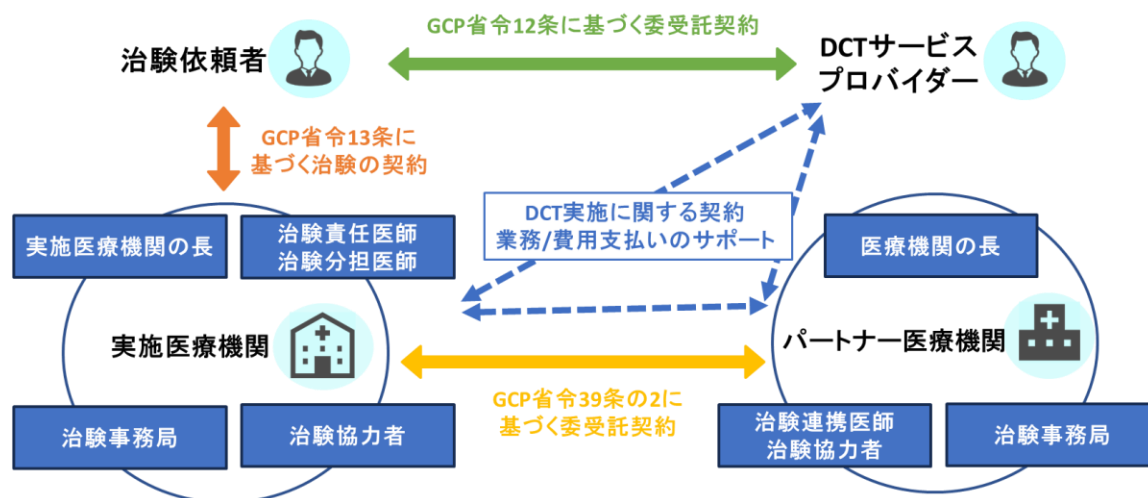 GCP省令12条に基づく委受託契約
治験依頼者
DCTサービス
プロバイダー
GCP省令13条に
基づく治験の契約
DCT実施に関する契約
業務/費用支払いのサポート
実施医療機関の長
治験責任医師
治験分担医師
医療機関の長
実施医療機関
パートナー医療機関
GCP省令39条の2に
基づく委受託契約
治験事務局
治験協力者
治験連携医師
治験協力者
治験事務局